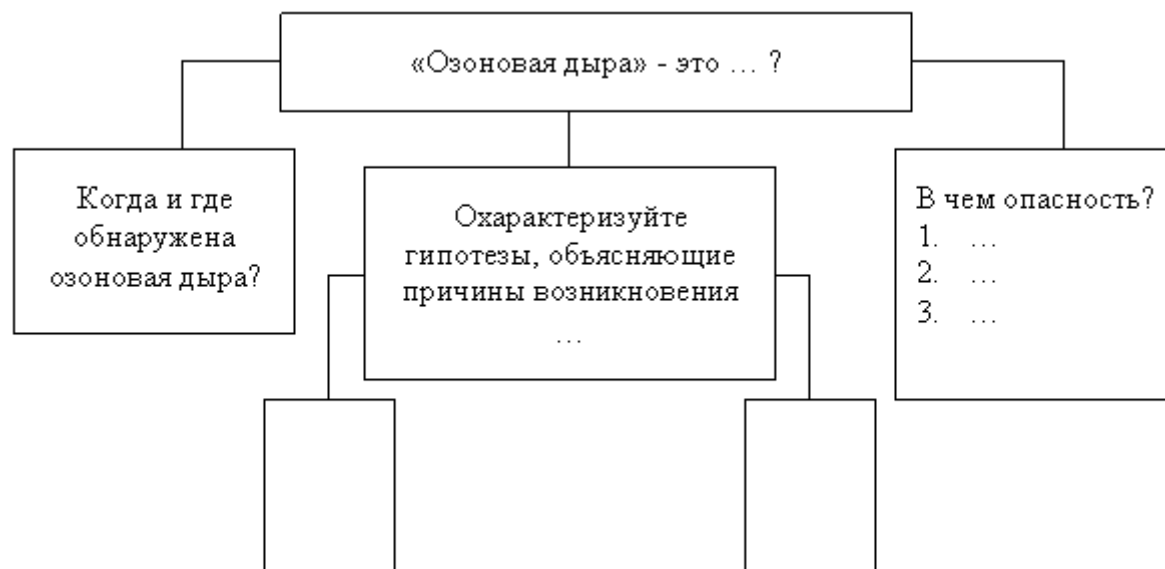 «Озоновая дыра» - это … ?
Когда и где
обнаружена
озоновая дыра?
Охарактеризуйте
гипотезы, объясняющие
причины возникновения
…
В чем опасность?
1. …
2. …
3. …